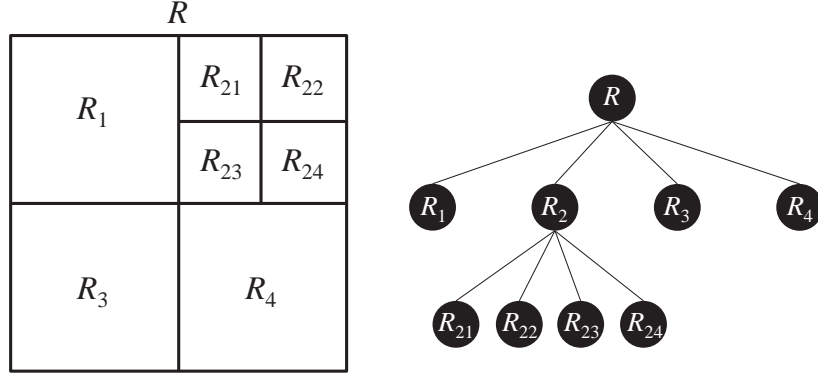 R
R₁
R₂₁ R₂₂
R₂₃ R₂₄
R₃ R₄
R
R₁ R₂ R₃ R₄
R₂₁ R₂₂ R₂₃ R₂₄